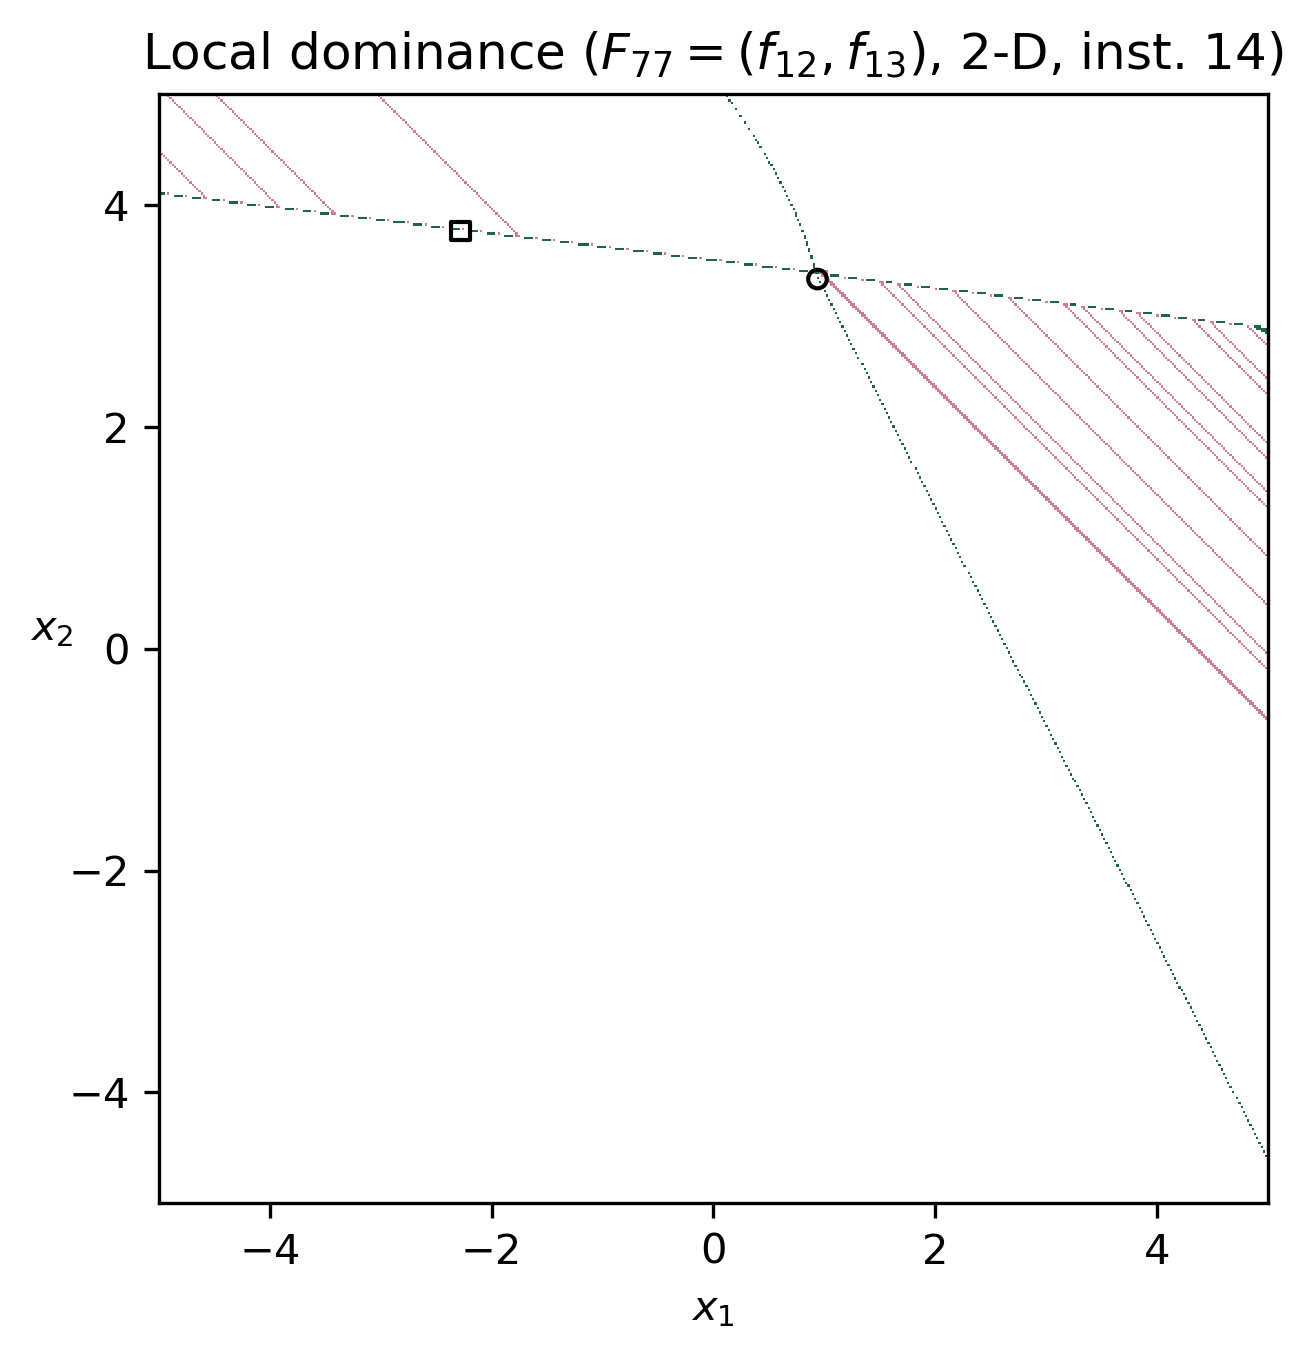 Local dominance (F₇₇ = (f₁₂, f₁₃), 2-D, inst. 14)
4
2
x₂ 0
−2
−4
−4 −2 0 2 4
x₁